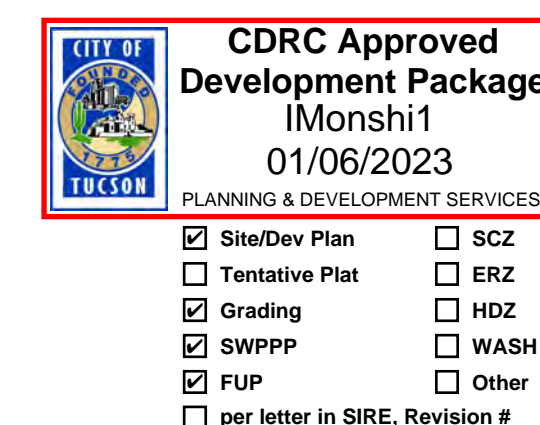 CITY OF
FOUNDED
1775
TUCSON
CDRC Approved
Development Package
IMonshi1
01/06/2023
PLANNING & DEVELOPMENT SERVICES
Site/Dev Plan
SCZ
Tentative Plat
ERZ
Grading
HDZ
SWPPP
WASH
FUP
Other
per letter in SIRE, Revision #